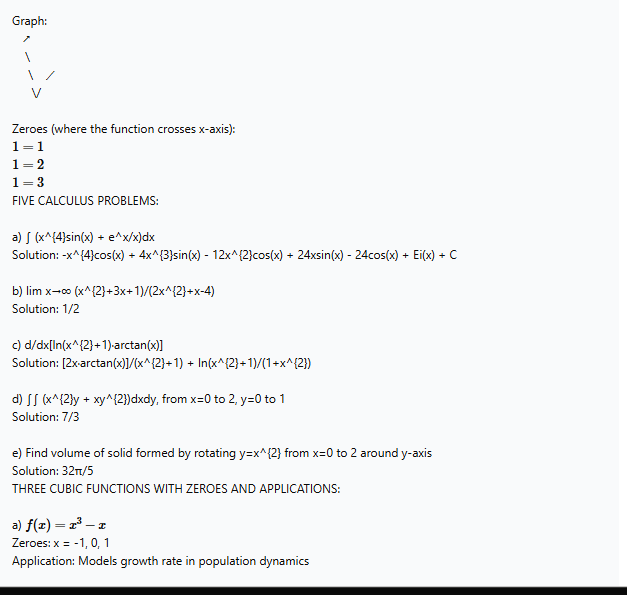 Graph:
↗
\
\ ╱
V
Zeroes (where the function crosses x-axis):
1 = 1
1 = 2
1 = 3
FIVE CALCULUS PROBLEMS:
a) ∫ (x^{4}sin(x) + e^x/x)dx
Solution: -x^{4}cos(x) + 4x^{3}sin(x) - 12x^{2}cos(x) + 24xsin(x) - 24cos(x) + Ei(x) + C
b) lim x→∞ (x^{2}+3x+1)/(2x^{2}+x-4)
Solution: 1/2
c) d/dx[ln(x^{2}+1)·arctan(x)]
Solution: [2x·arctan(x)]/(x^{2}+1) + ln(x^{2}+1)/(1+x^{2})
d) ∫∫ (x^{2}y + xy^{2})dxdy, from x=0 to 2, y=0 to 1
Solution: 7/3
e) Find volume of solid formed by rotating y=x^{2} from x=0 to 2 around y-axis
Solution: 32π/5
THREE CUBIC FUNCTIONS WITH ZEROES AND APPLICATIONS:
a) f(x) = x³ − x
Zeroes: x = -1, 0, 1
Application: Models growth rate in population dynamics